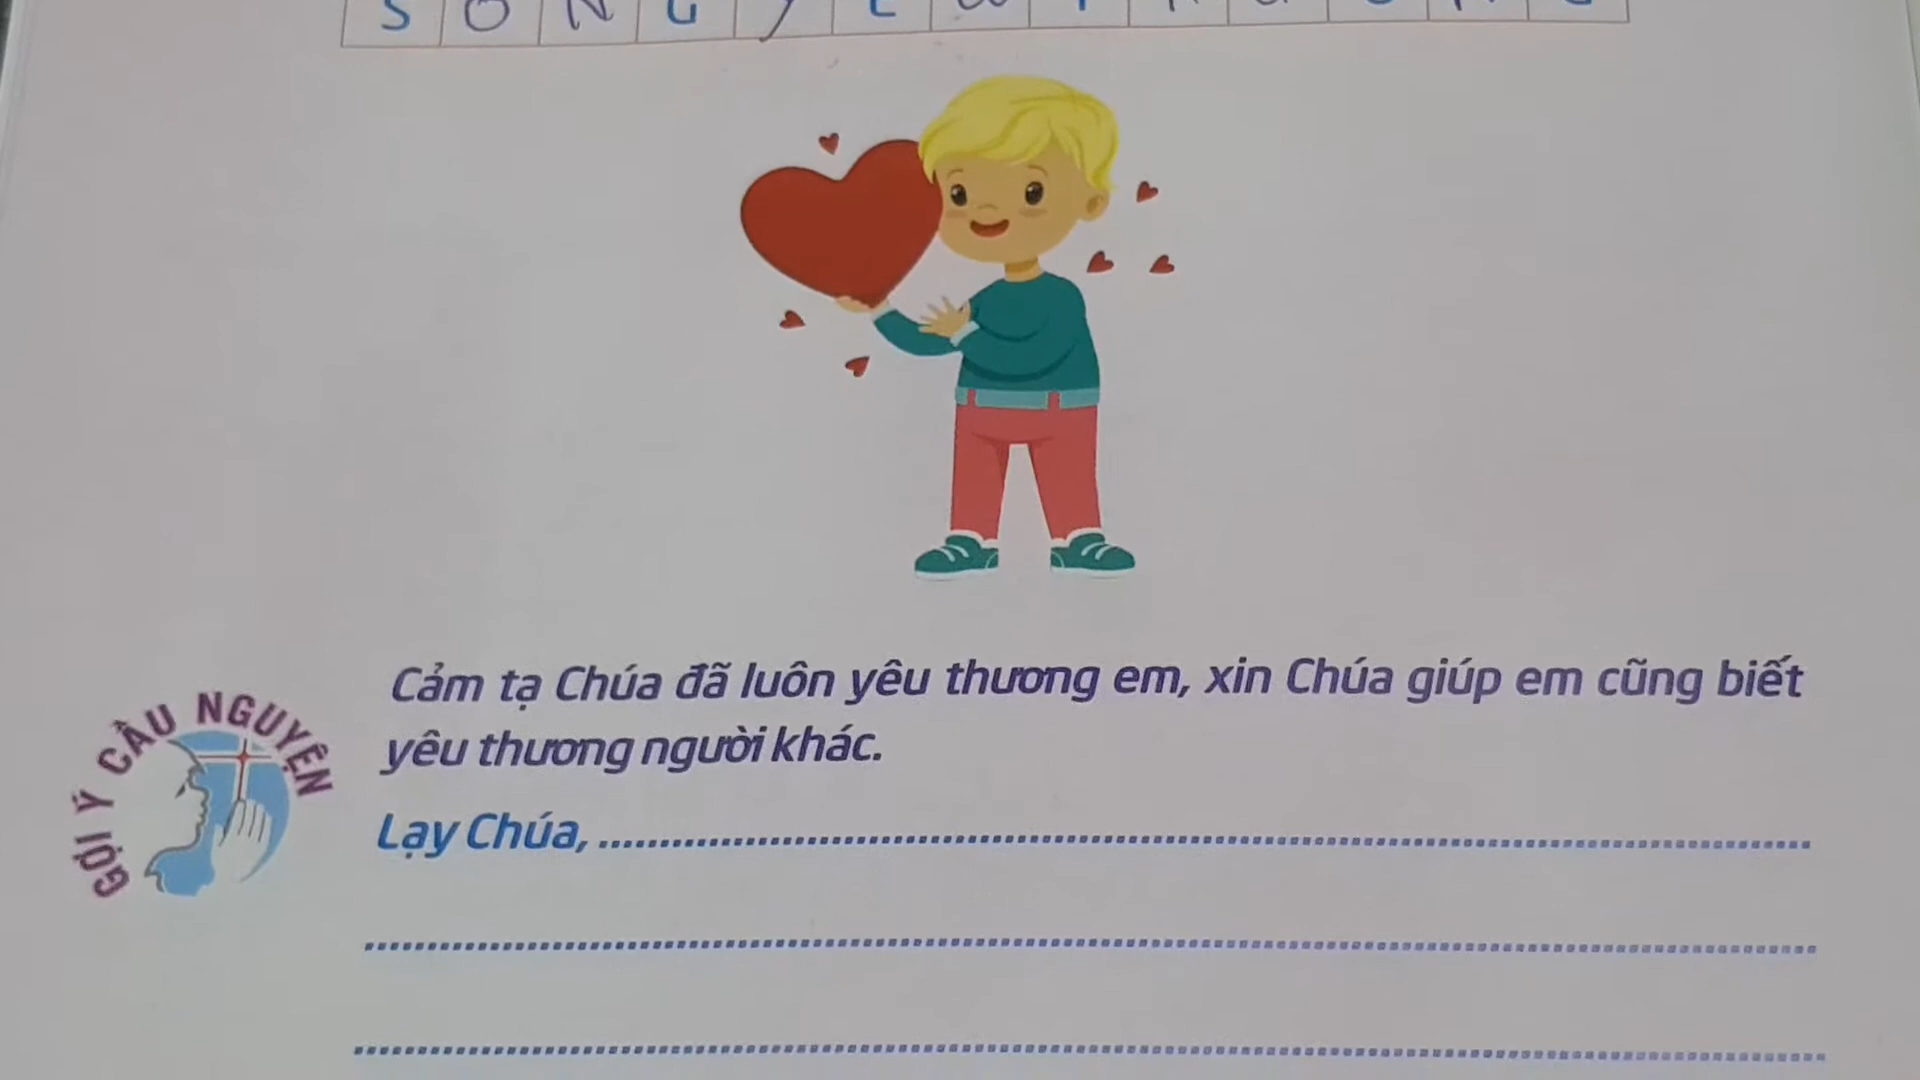 S O N G Y E U T H U O N G
Cảm tạ Chúa đã luôn yêu thương em, xin Chúa giúp em cũng biết
yêu thương người khác.
GỢI Ý CẦU NGUYỆN
Lạy Chúa,